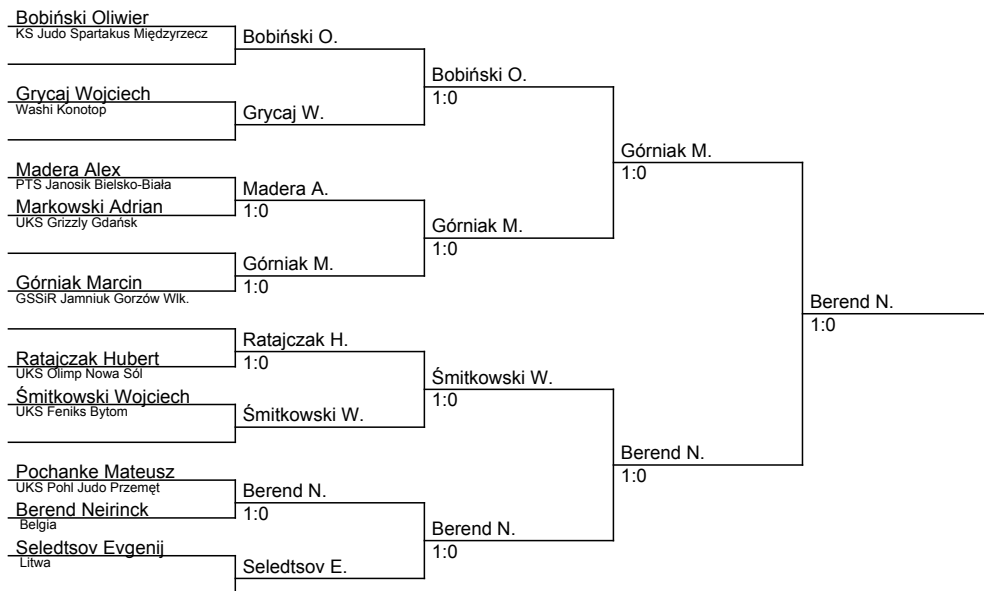 Bobiński Oliwier
KS Judo Spartakus Międzyrzecz
Bobiński O.
Bobiński O.
1:0
Grycaj Wojciech
Washi Konotop
Grycaj W.
Górniak M.
1:0
Madera Alex
PTS Janosik Bielsko-Biała
Madera A.
1:0
Markowski Adrian
UKS Grizzly Gdańsk
Górniak M.
1:0
Górniak M.
1:0
Górniak Marcin
GSSiR Jamniuk Gorzów Wlk.
Berend N.
1:0
Ratajczak H.
1:0
Ratajczak Hubert
UKS Olimp Nowa Sól
Śmitkowski W.
1:0
Śmitkowski Wojciech
UKS Feniks Bytom
Śmitkowski W.
Berend N.
1:0
Pochanke Mateusz
UKS Pohl Judo Przemęt
Berend N.
1:0
Berend Neirinck
Belgia
Berend N.
1:0
Seledtsov Evgenij
Litwa
Seledtsov E.